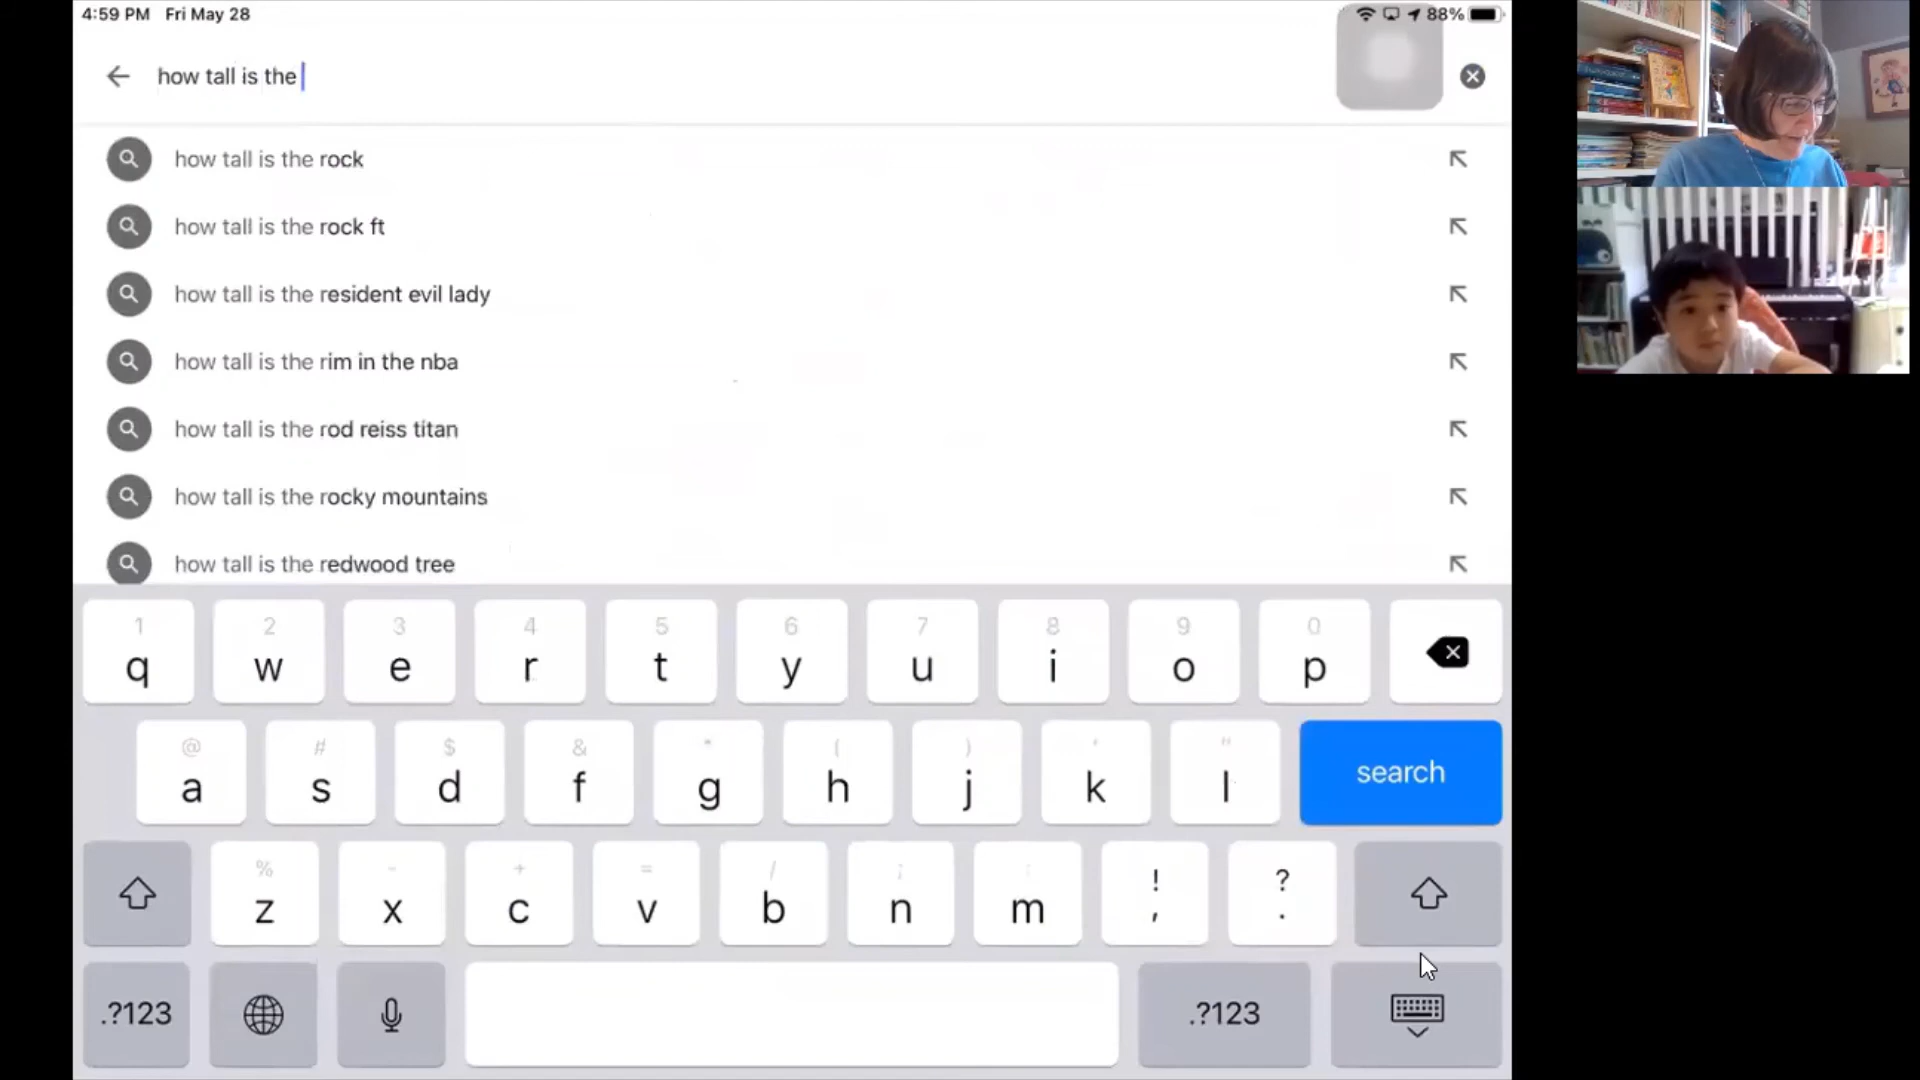 4:59 PM Fri May 28
88%
how tall is the
how tall is the rock
how tall is the rock ft
how tall is the resident evil lady
how tall is the rim in the nba
how tall is the rod reiss titan
how tall is the rocky mountains
how tall is the redwood tree
1 2 3 4 5 6 7 8 9 0
q w e r t y u i o p
@ # $ & * ( ) ' "
a s d f g h j k l search
% - + = / ; : ! ?
z x c v b n m , .
.?123 .?123